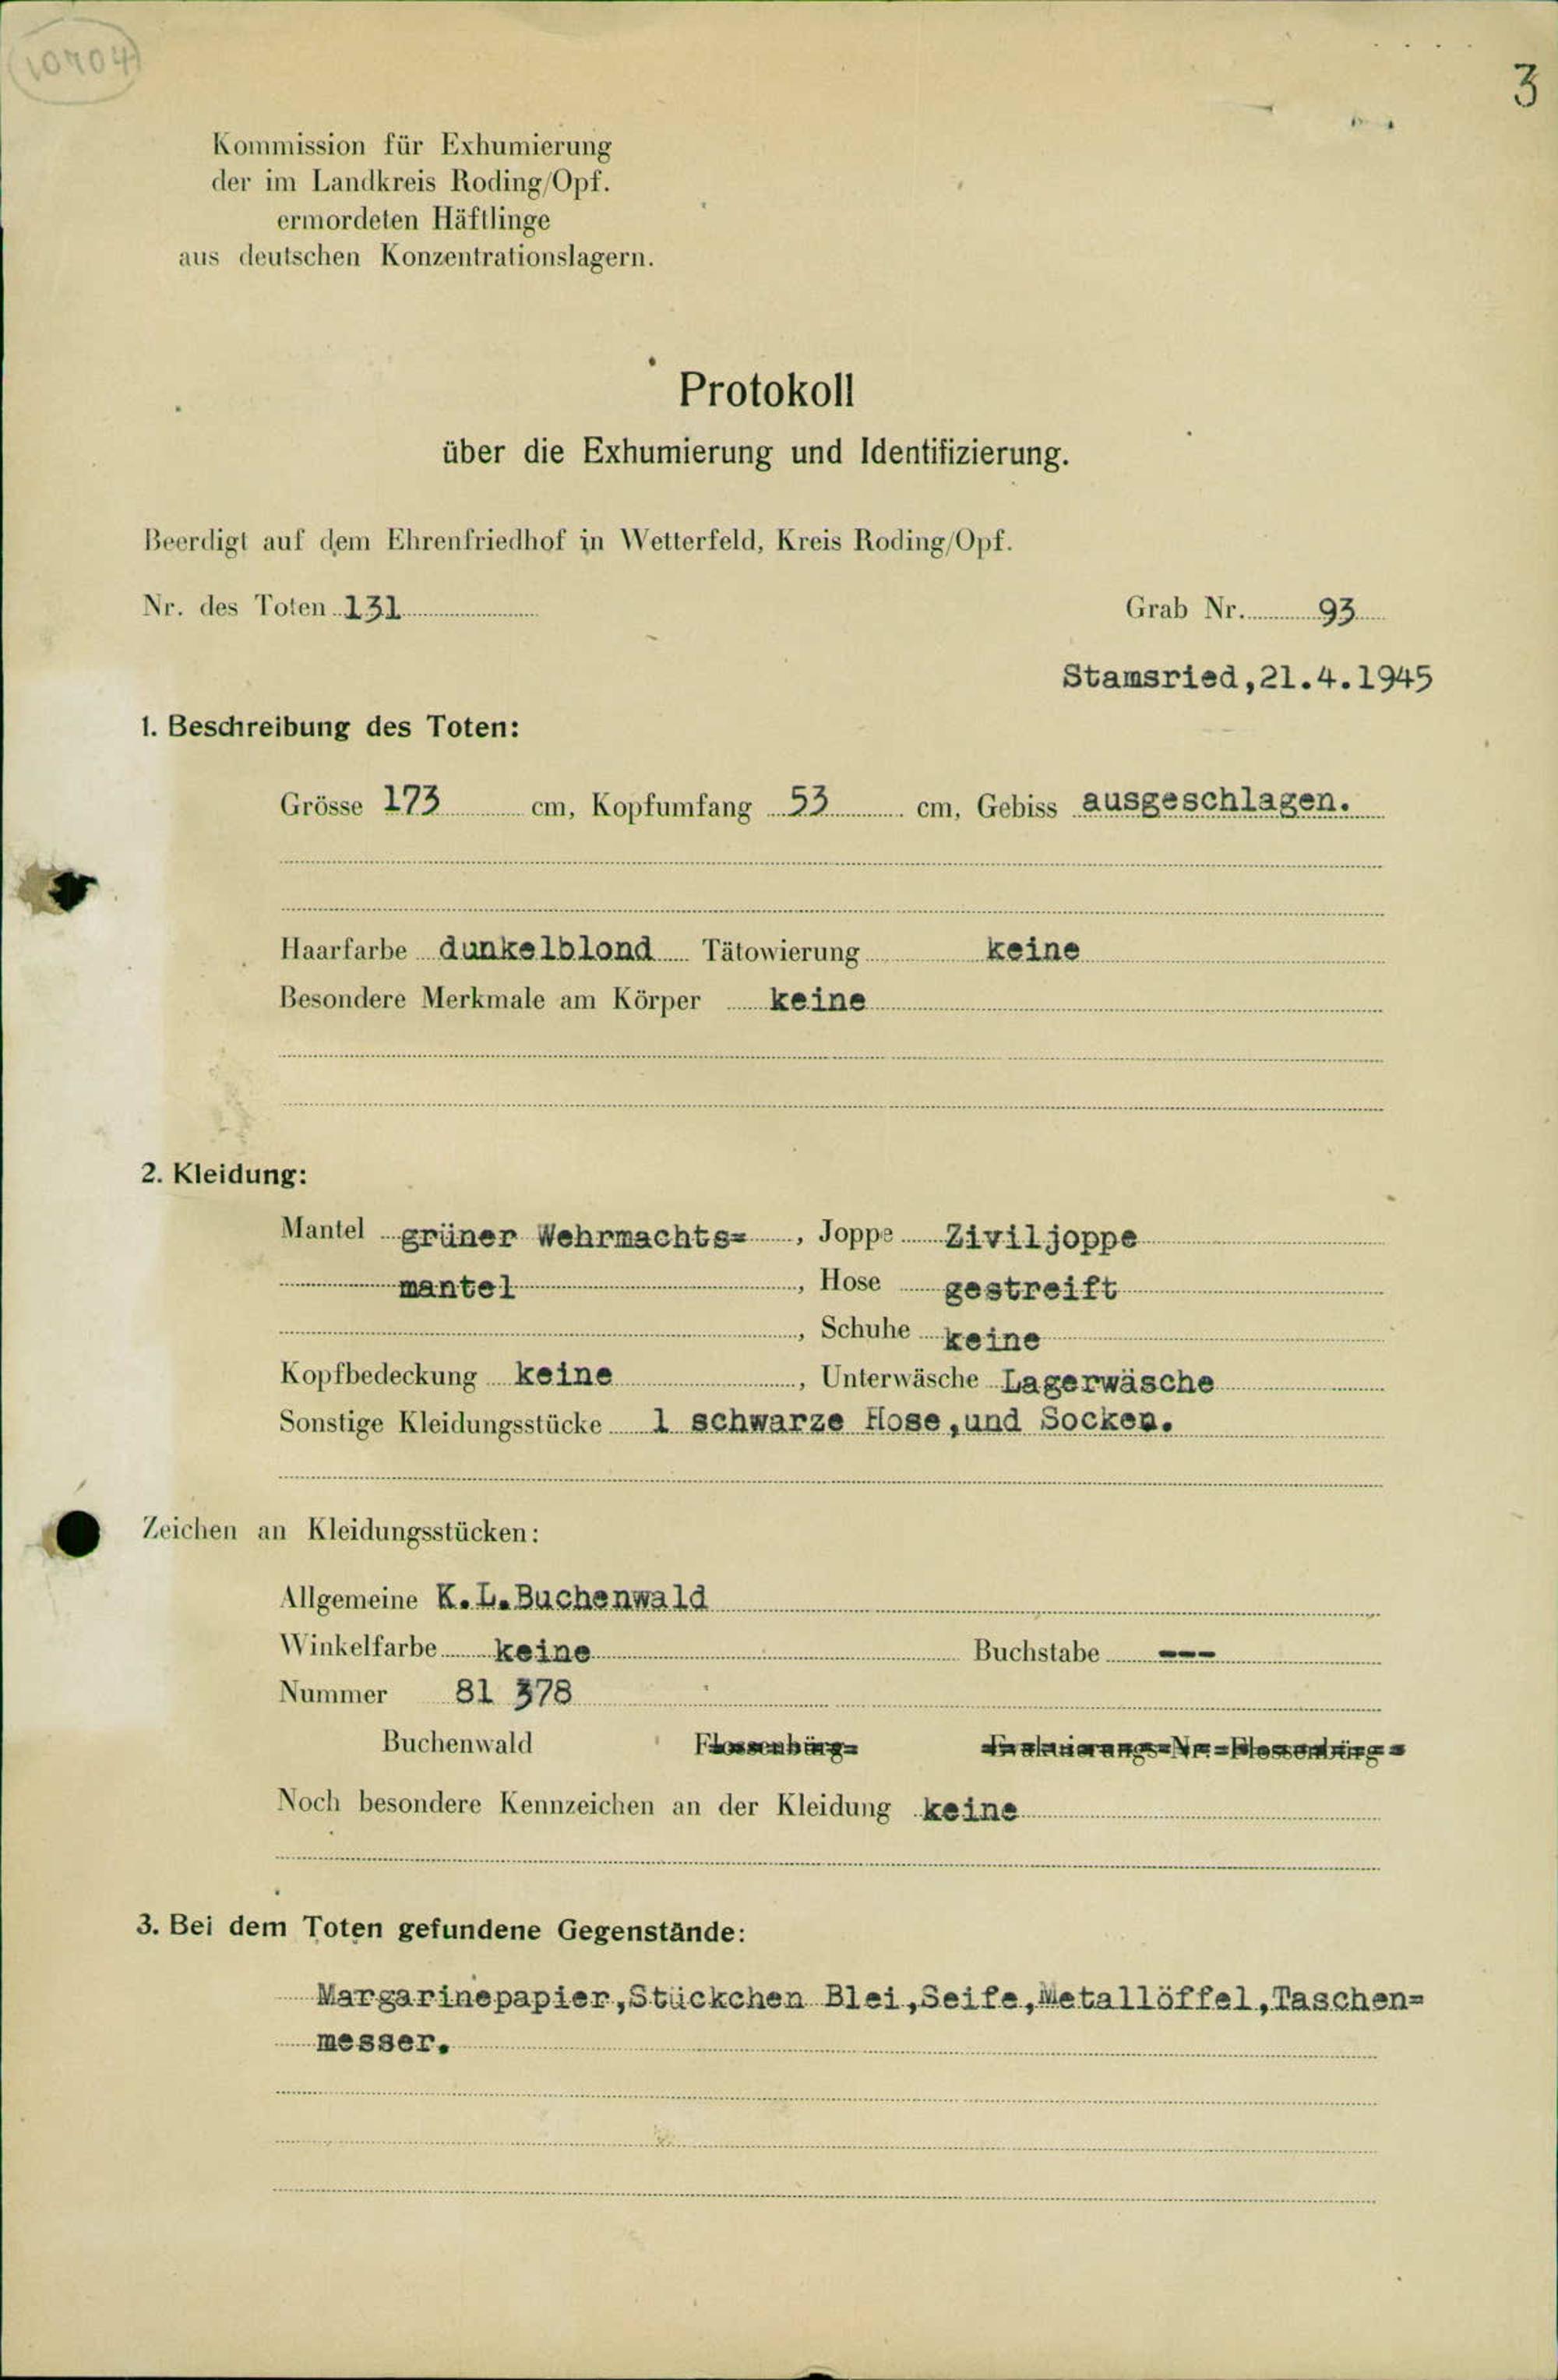 10704
3
Kommission für Exhumierung
der im Landkreis Roding/Opf.
ermordeten Häftlinge
aus deutschen Konzentrationslagern.
Protokoll
über die Exhumierung und Identifizierung.
Beerdigt auf dem Ehrenfriedhof in Wetterfeld, Kreis Roding/Opf.
Nr. des Toten 131 Grab Nr. 93
Stamsried,21.4.1945
1. Beschreibung des Toten:
Grösse 173 cm, Kopfumfang 53 cm, Gebiss ausgeschlagen.
Haarfarbe dunkelblond Tätowierung keine
Besondere Merkmale am Körper keine
2. Kleidung:
Mantel grüner Wehrmachts=, Joppe Ziviljoppe
mantel, Hose gestreift
, Schuhe keine
Kopfbedeckung keine, Unterwäsche Lagerwäsche
Sonstige Kleidungsstücke 1 schwarze Hose,und Socken.
Zeichen an Kleidungsstücken:
Allgemeine K.L.Buchenwald
Winkelfarbe keine Buchstabe ---
Nummer 81 378
Buchenwald Flossenbürg
Noch besondere Kennzeichen an der Kleidung keine
3. Bei dem Toten gefundene Gegenstände:
Margarinepapier,Stückchen Blei,Seife,Metallöffel,Taschen=
messer.